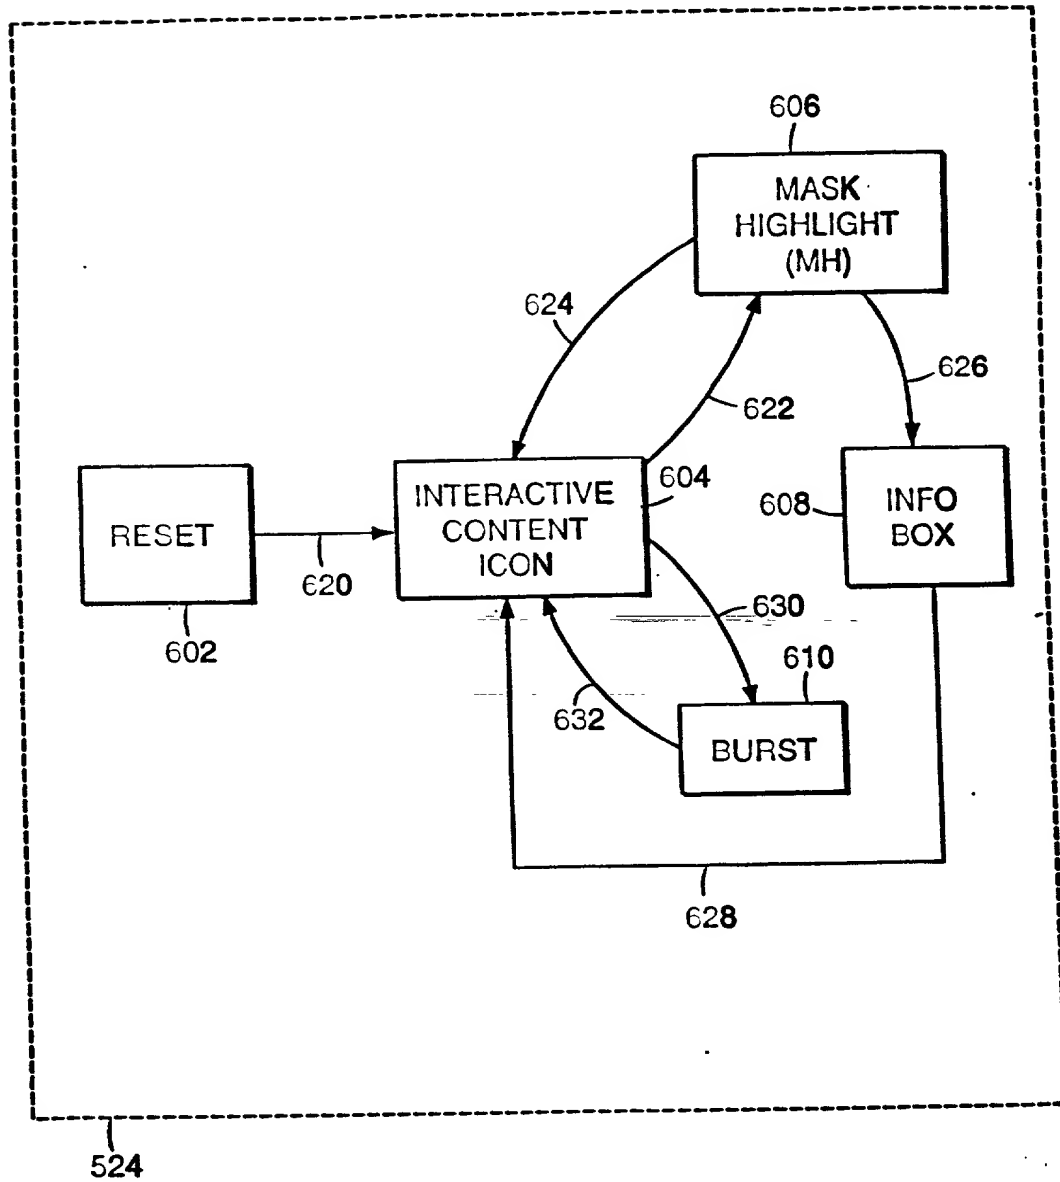 606
MASK
HIGHLIGHT
(MH)
624
626
622
RESET
INTERACTIVE
CONTENT
ICON
604
608
INFO
BOX
620
602
630
610
632
BURST
628
524